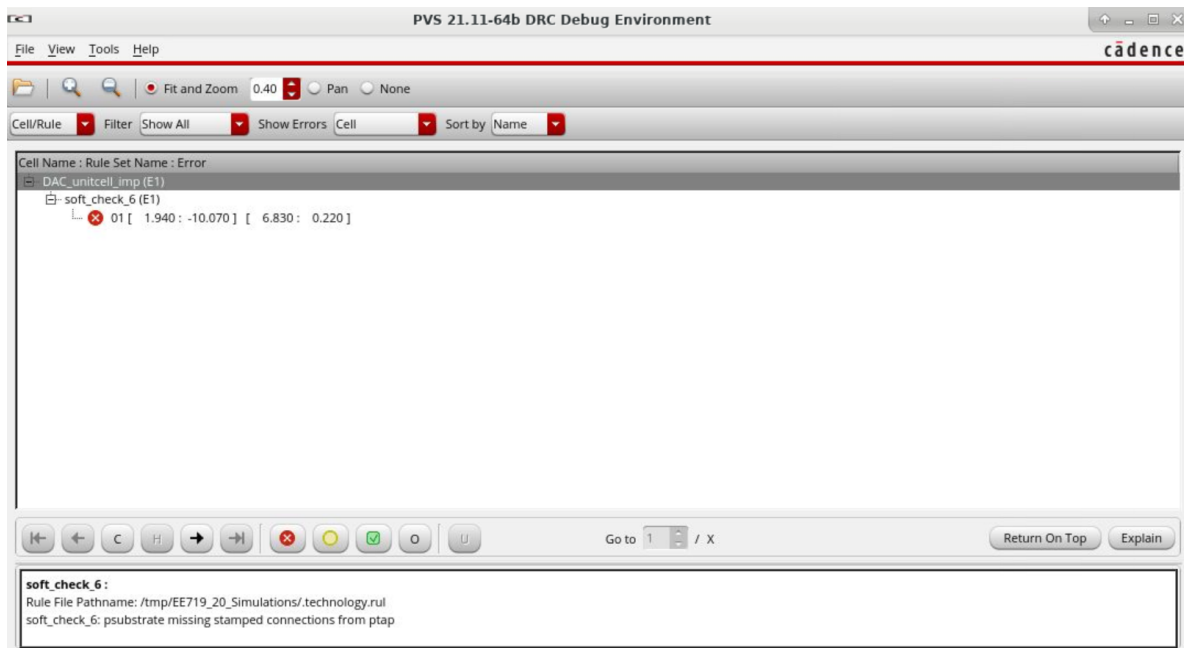 PVS 21.11-64b DRC Debug Environment
File View Tools Help
cādence
Fit and Zoom 0.40 Pan None
Cell/Rule Filter Show All Show Errors Cell Sort by Name
Cell Name : Rule Set Name : Error
DAC_unitcell_imp (E1)
soft_check_6 (E1)
01 [ 1.940 : -10.070 ] [ 6.830 : 0.220 ]
C H O U Go to 1 / X Return On Top Explain
soft_check_6 :
Rule File Pathname: /tmp/EE719_20_Simulations/.technology.rul
soft_check_6: psubstrate missing stamped connections from ptap